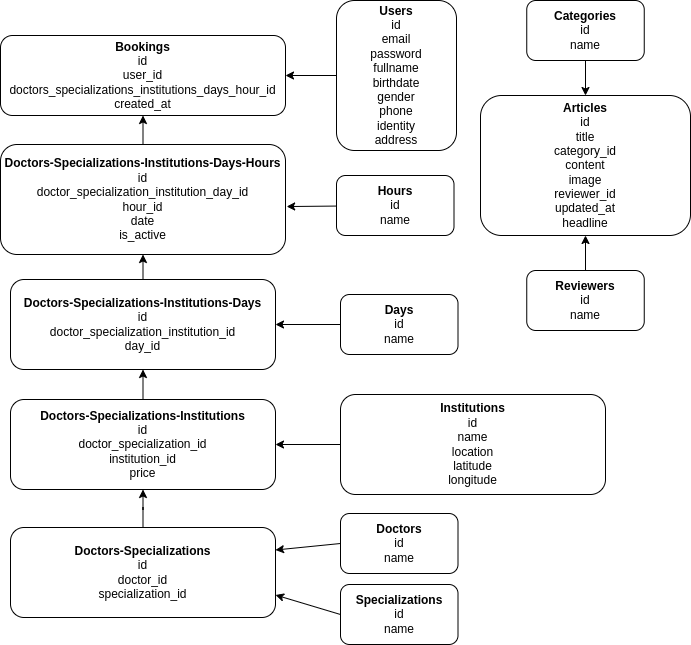 Bookings
id
user_id
doctors_specializations_institutions_days_hour_id
created_at
Users
id
email
password
fullname
birthdate
gender
phone
identity
address
Categories
id
name
Articles
id
title
category_id
content
image
reviewer_id
updated_at
headline
Doctors-Specializations-Institutions-Days-Hours
id
doctor_specialization_institution_day_id
hour_id
date
is_active
Hours
id
name
Reviewers
id
name
Doctors-Specializations-Institutions-Days
id
doctor_specialization_institution_id
day_id
Days
id
name
Doctors-Specializations-Institutions
id
doctor_specialization_id
institution_id
price
Institutions
id
name
location
latitude
longitude
Doctors-Specializations
id
doctor_id
specialization_id
Doctors
id
name
Specializations
id
name